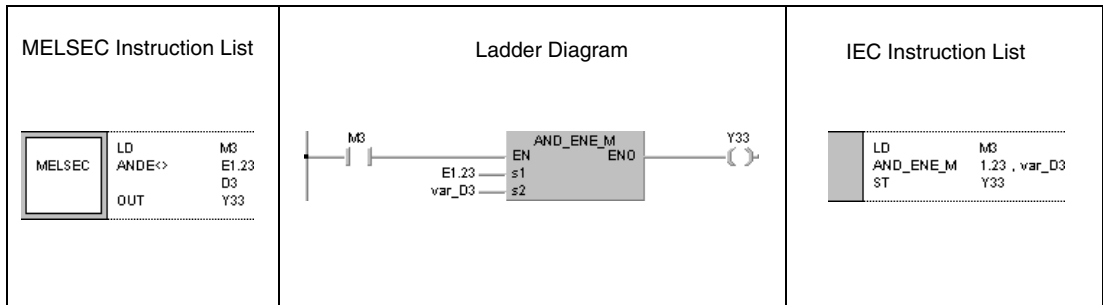 MELSEC Instruction List
MELSEC
LD M3
ANDE<> E1.23
D3
OUT Y33
Ladder Diagram
M3
AND_ENE_M
Y33
EN ENO
E1.23 s1
var_D3 s2
IEC Instruction List
LD M3
AND_ENE_M 1.23 , var_D3
ST Y33